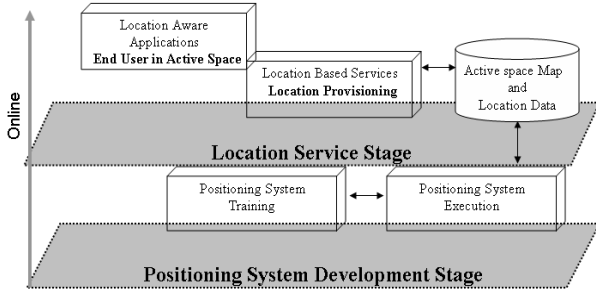 Location Aware
Applications
End User in Active Space
Location Based Services
Location Provisioning
Active space Map
and
Location Data
Online
Location Service Stage
Positioning System
Training
Positioning System
Execution
Positioning System Development Stage